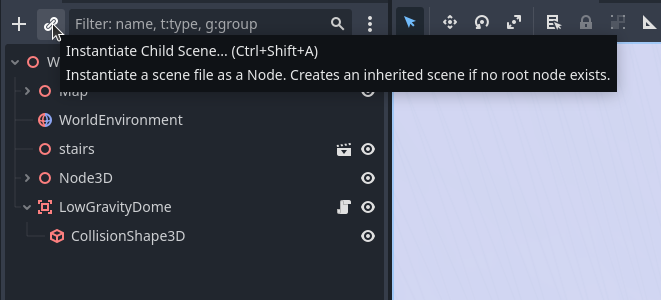 Filter: name, t:type, g:group
Instantiate Child Scene... (Ctrl+Shift+A)
Instantiate a scene file as a Node. Creates an inherited scene if no root node exists.
WorldEnvironment
stairs
Node3D
LowGravityDome
CollisionShape3D